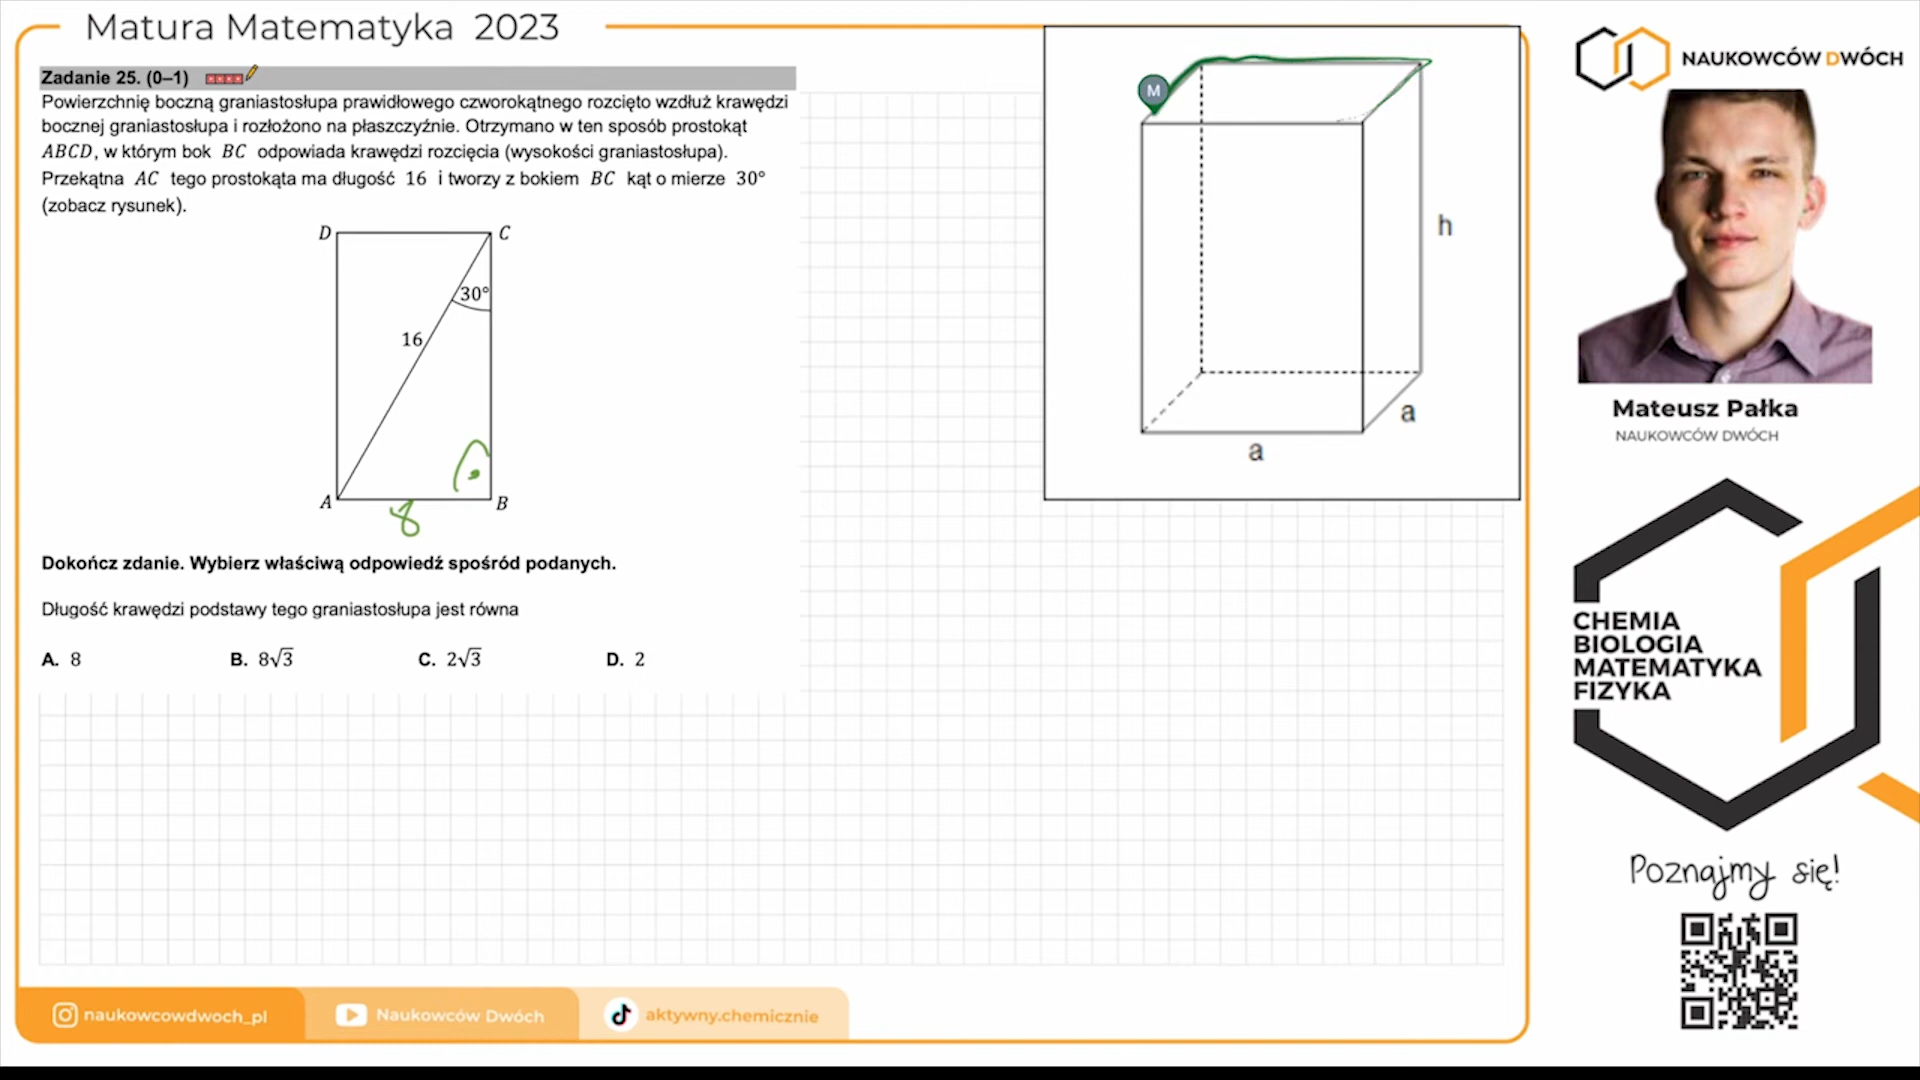 Matura Matematyka 2023
Zadanie 25. (0–1)
Powierzchnię boczną graniastosłupa prawidłowego czworokątnego rozcięto wzdłuż krawędzi
bocznej graniastosłupa i rozłożono na płaszczyźnie. Otrzymano w ten sposób prostokąt
ABCD, w którym bok BC odpowiada krawędzi rozcięcia (wysokości graniastosłupa).
Przekątna AC tego prostokąta ma długość 16 i tworzy z bokiem BC kąt o mierze 30°
(zobacz rysunek).
D
C
30°
16
A
B
8
Dokończ zdanie. Wybierz właściwą odpowiedź spośród podanych.
Długość krawędzi podstawy tego graniastosłupa jest równa
A. 8 B. 8√3 C. 2√3 D. 2
M
h
a
a
NAUKOWCÓW DWÓCH
Mateusz Pałka
NAUKOWCÓW DWÓCH
CHEMIA
BIOLOGIA
MATEMATYKA
FIZYKA
Poznajmy się!
naukowcowdwoch_pl
Naukowców Dwóch
aktywny.chemicznie